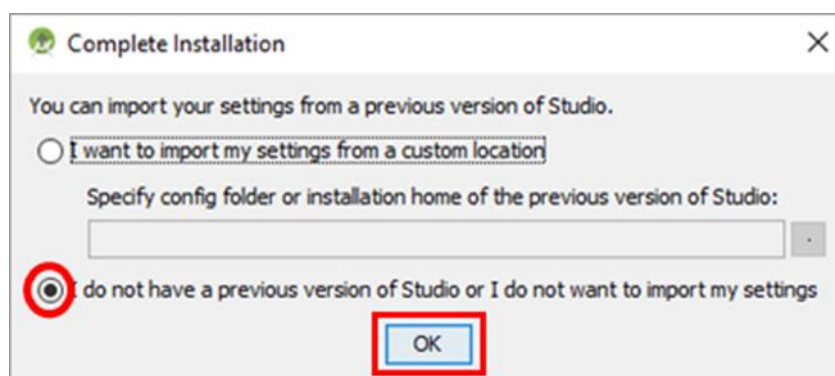 Complete Installation
You can import your settings from a previous version of Studio.
I want to import my settings from a custom location
Specify config folder or installation home of the previous version of Studio:
.
I do not have a previous version of Studio or I do not want to import my settings
OK